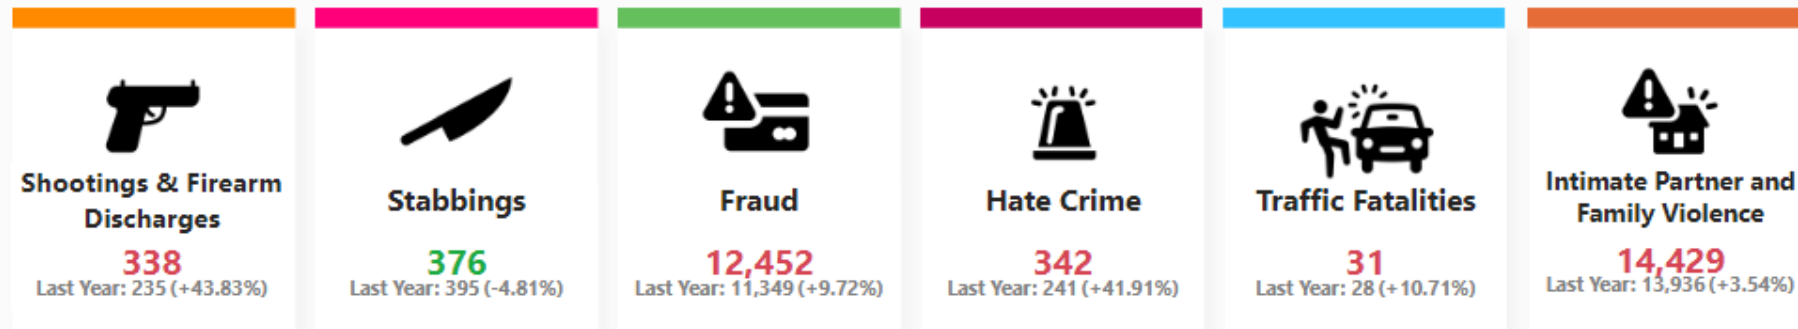 Shootings & Firearm
Discharges
338
Last Year: 235 (+43.83%)
Stabbings
376
Last Year: 395 (-4.81%)
Fraud
12,452
Last Year: 11,349 (+9.72%)
Hate Crime
342
Last Year: 241 (+41.91%)
Traffic Fatalities
31
Last Year: 28 (+10.71%)
Intimate Partner and
Family Violence
14,429
Last Year: 13,936 (+3.54%)